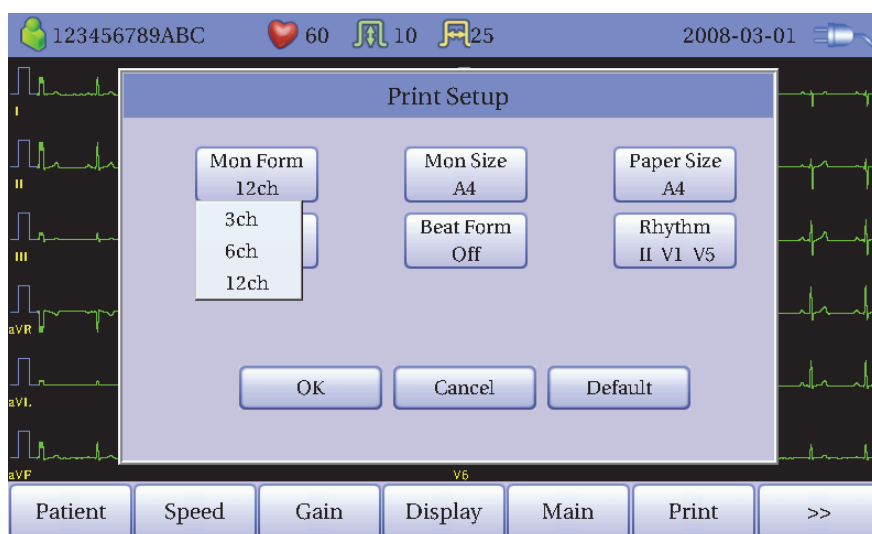 123456789ABC 60 10 25 2008-03-01
Print Setup
I
Mon Form Mon Size Paper Size
12ch A4 A4
II
3ch Beat Form Rhythm
6ch Off II V1 V5
III
12ch
aVR
OK Cancel Default
aVL
aVF V6
Patient Speed Gain Display Main Print >>